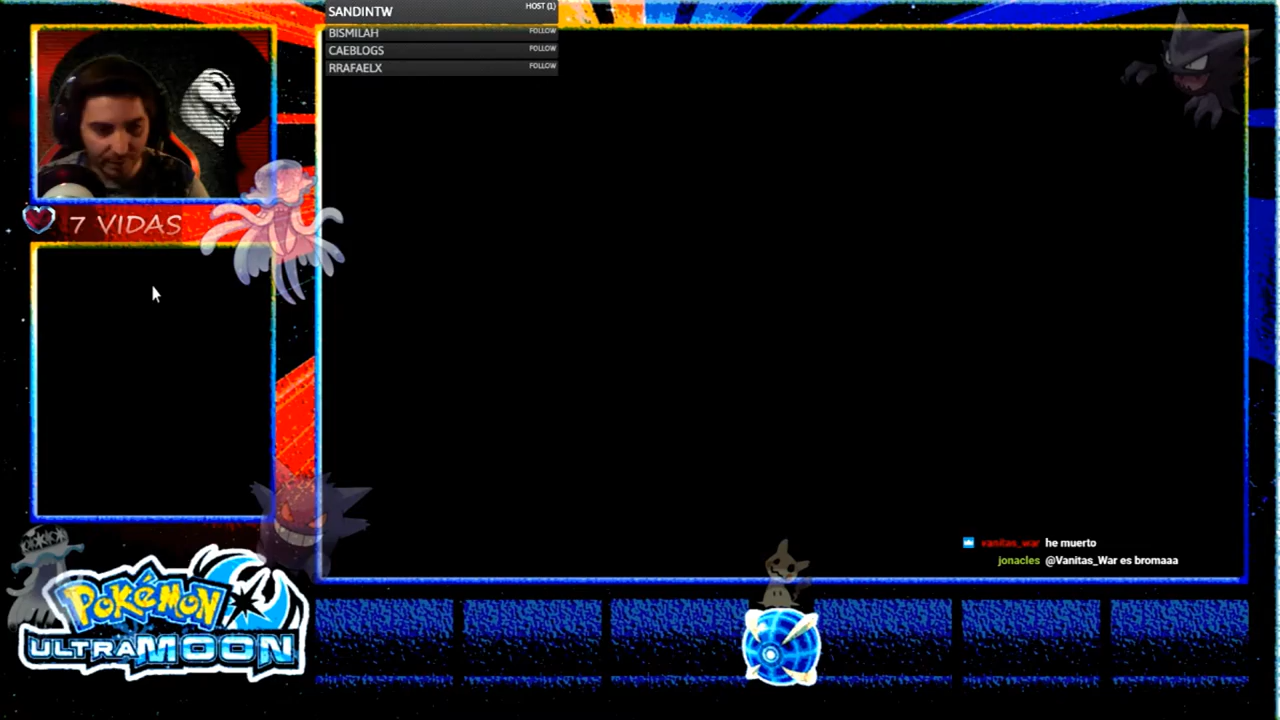 SANDINTW HOST (1)
BISMILAH FOLLOW
CAEBLOGS FOLLOW
RRAFAELX FOLLOW
7 VIDAS
vanitas_war he muerto
jonacles @Vanitas_War es bromaaa
POKéMON
ULTRAMOON